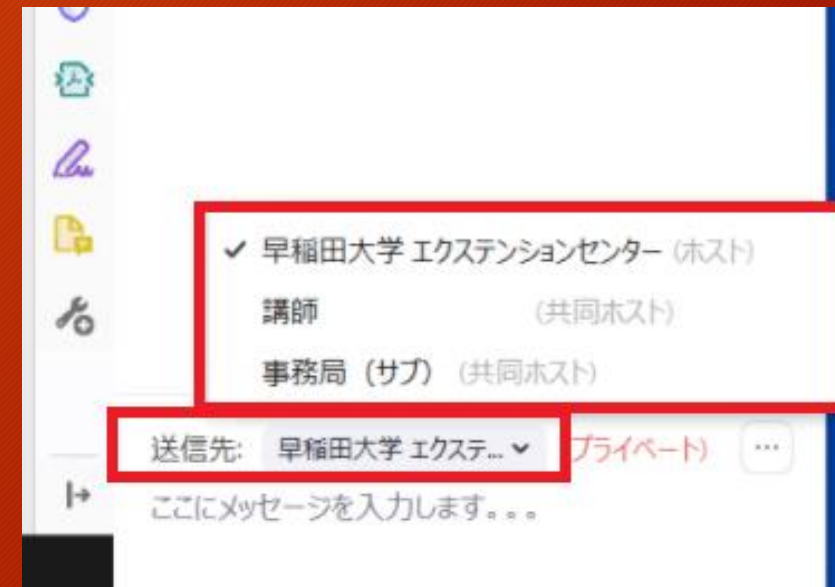 早稲田大学 エクステンションセンター (ホスト)
講師 (共同ホスト)
事務局（サブ） (共同ホスト)
送信先: 早稲田大学 エクステ... プライベート) ...
ここにメッセージを入力します。。。